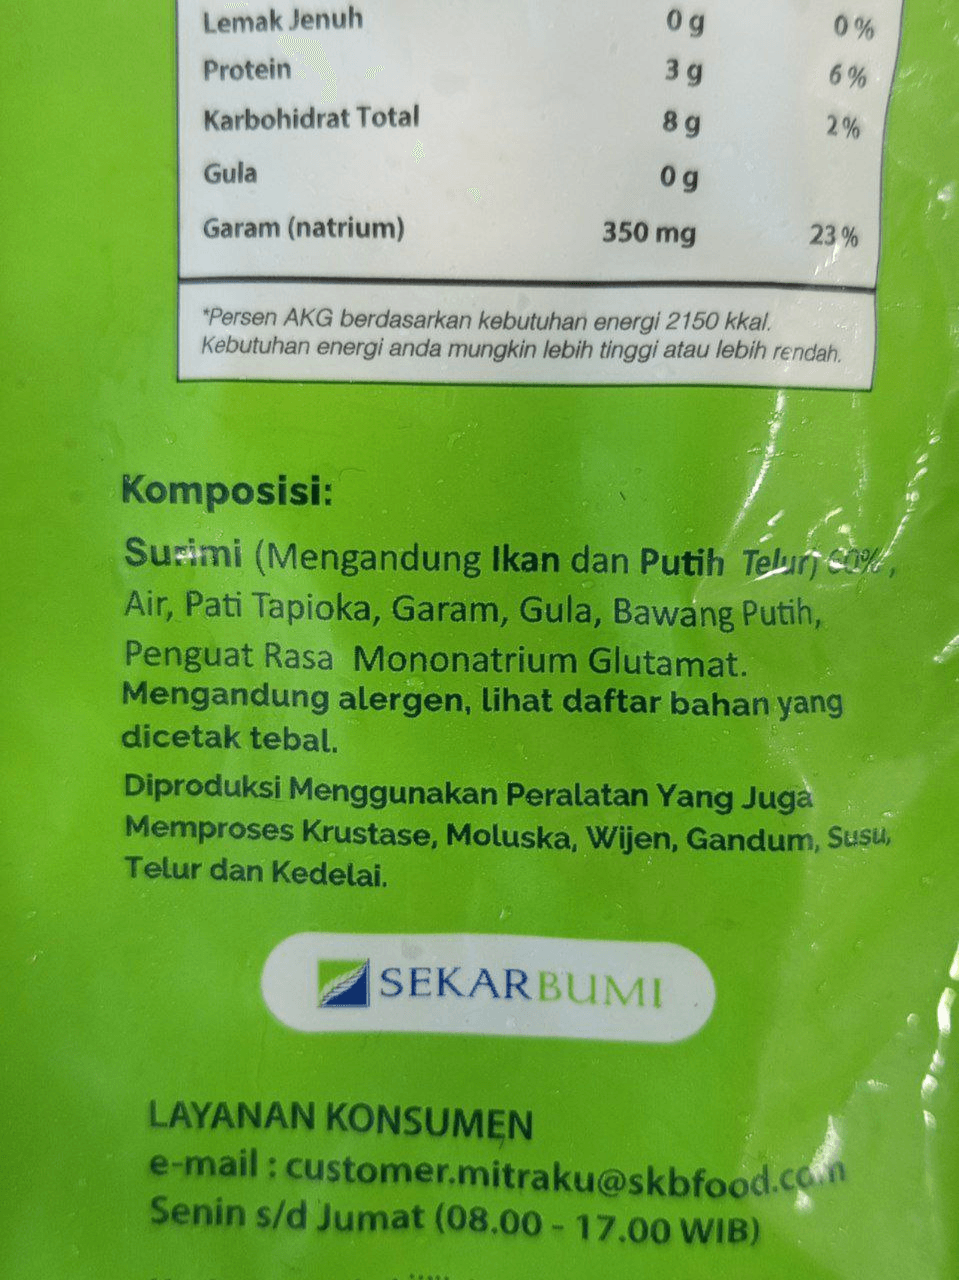 Lemak Jenuh 0 g 0 %
Protein 3 g 6 %
Karbohidrat Total 8 g 2 %
Gula 0 g
Garam (natrium) 350 mg 23 %
*Persen AKG berdasarkan kebutuhan energi 2150 kkal.
Kebutuhan energi anda mungkin lebih tinggi atau lebih rendah.
Komposisi:
Surimi (Mengandung Ikan dan Putih Telur) 60%,
Air, Pati Tapioka, Garam, Gula, Bawang Putih,
Penguat Rasa Mononatrium Glutamat.
Mengandung alergen, lihat daftar bahan yang
dicetak tebal.
Diproduksi Menggunakan Peralatan Yang Juga
Memproses Krustase, Moluska, Wijen, Gandum, Susu,
Telur dan Kedelai.
SEKARBUMI
LAYANAN KONSUMEN
e-mail : customer.mitraku@skbfood.com
Senin s/d Jumat (08.00 - 17.00 WIB)